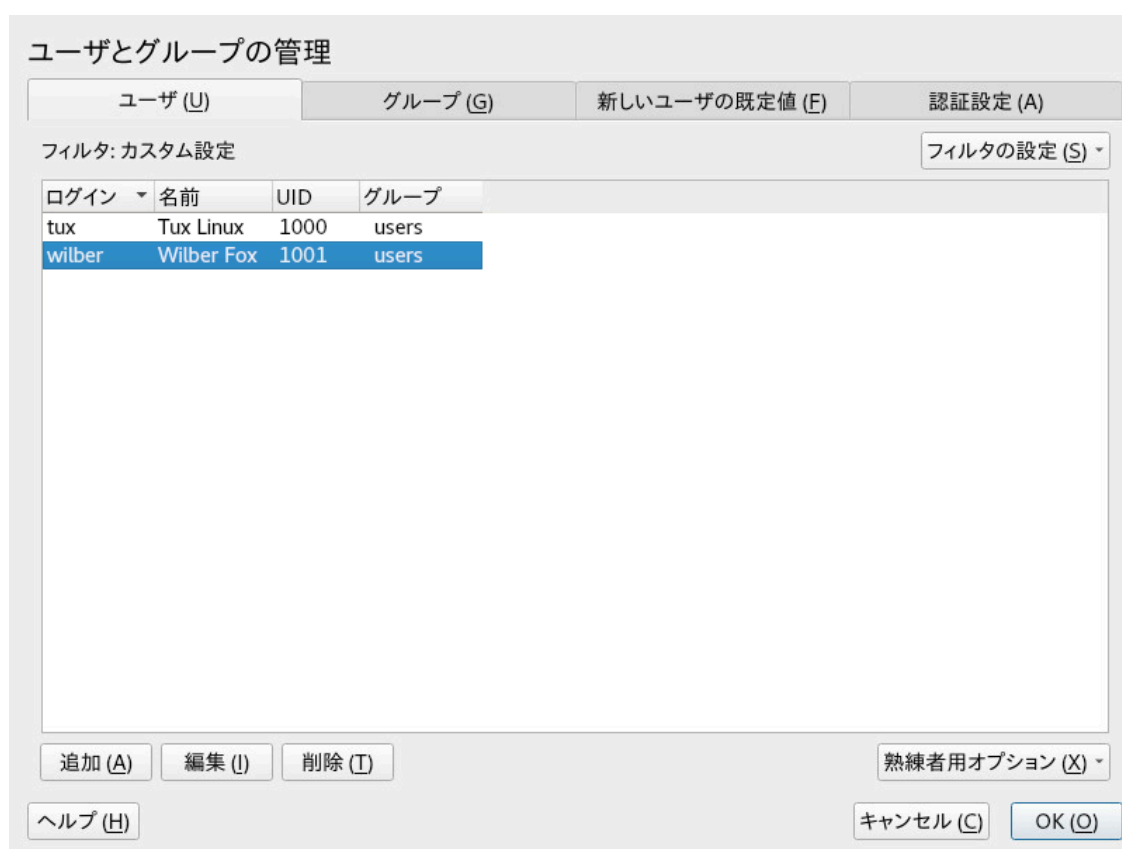 ユーザとグループの管理
ユーザ (U) グループ (G) 新しいユーザの既定値 (F) 認証設定 (A)
フィルタ: カスタム設定 フィルタの設定 (S)
ログイン 名前 UID グループ
tux Tux Linux 1000 users
wilber Wilber Fox 1001 users
追加 (A) 編集 (I) 削除 (T) 熟練者用オプション (X)
ヘルプ (H) キャンセル (C) OK (O)